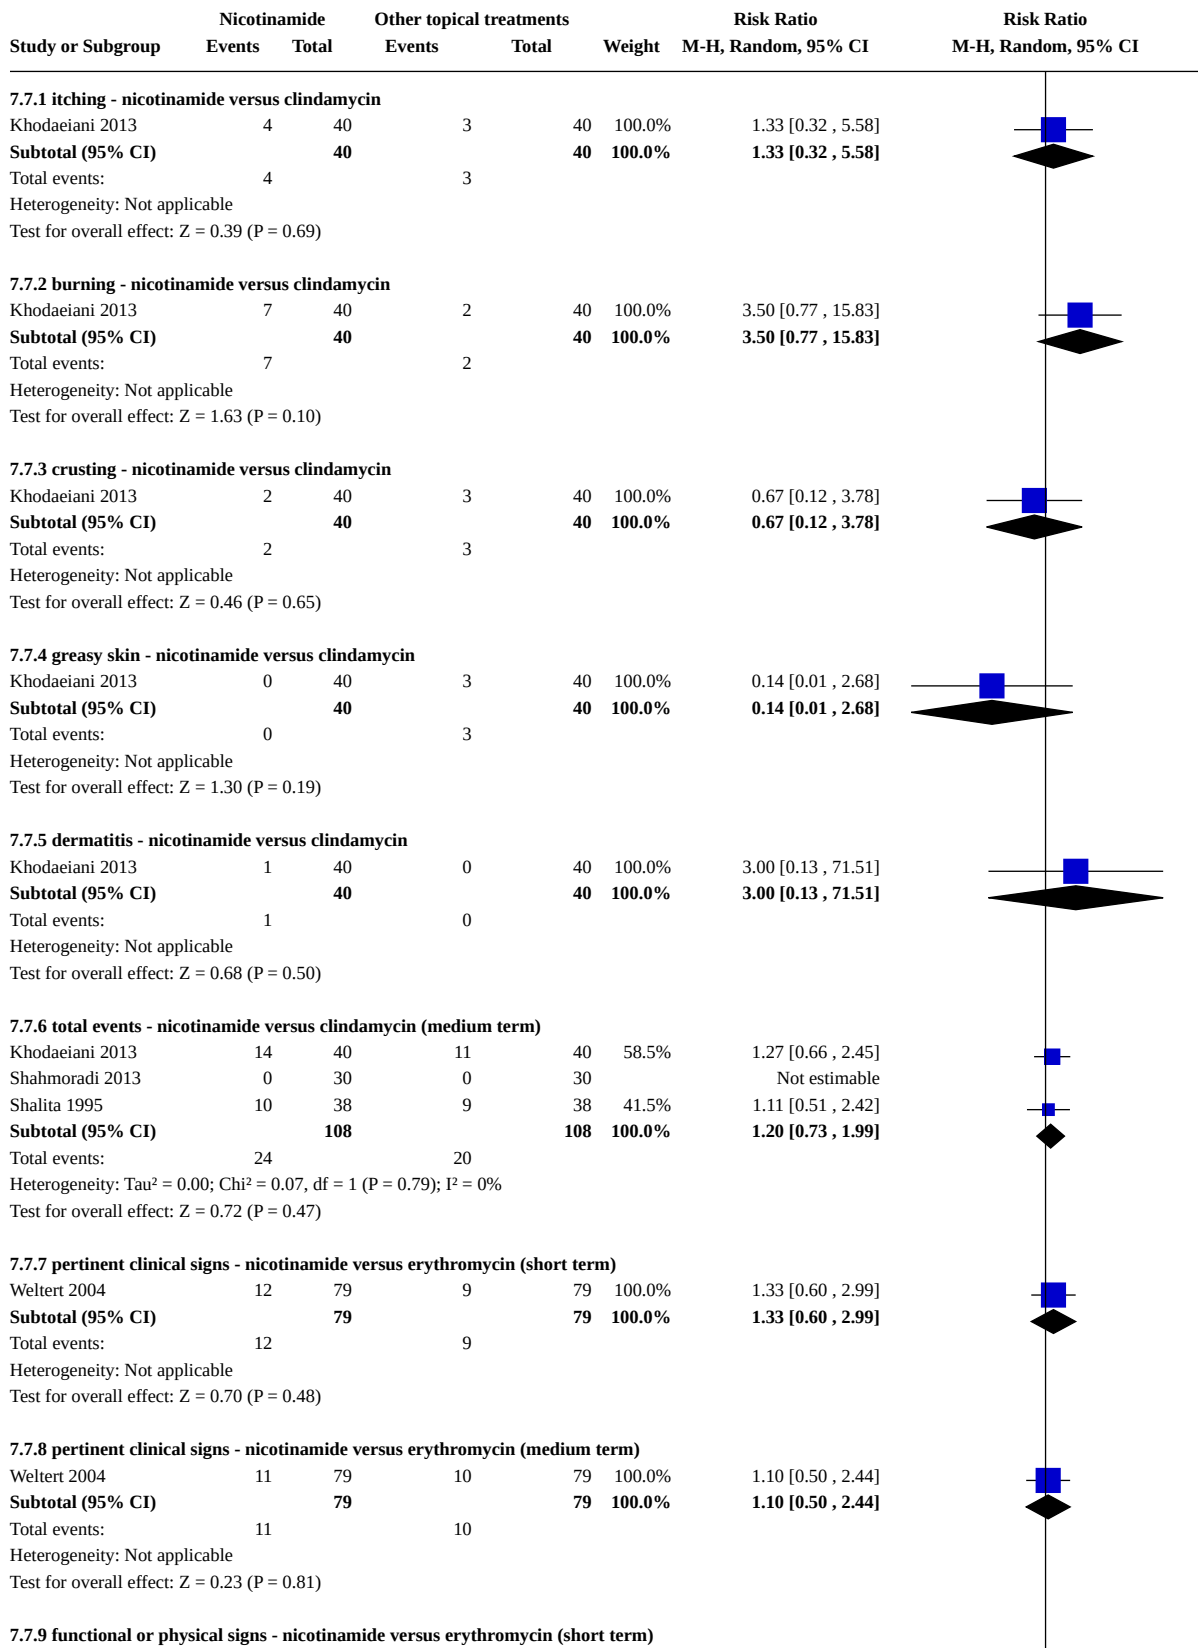 Nicotinamide Other topical treatments Risk Ratio Risk Ratio
Study or Subgroup Events Total Events Total Weight M-H, Random, 95% CI M-H, Random, 95% CI
7.7.1 itching - nicotinamide versus clindamycin
Khodaeiani 2013 4 40 3 40 100.0% 1.33 [0.32 , 5.58]
Subtotal (95% CI) 40 40 100.0% 1.33 [0.32 , 5.58]
Total events: 4 3
Heterogeneity: Not applicable
Test for overall effect: Z = 0.39 (P = 0.69)
7.7.2 burning - nicotinamide versus clindamycin
Khodaeiani 2013 7 40 2 40 100.0% 3.50 [0.77 , 15.83]
Subtotal (95% CI) 40 40 100.0% 3.50 [0.77 , 15.83]
Total events: 7 2
Heterogeneity: Not applicable
Test for overall effect: Z = 1.63 (P = 0.10)
7.7.3 crusting - nicotinamide versus clindamycin
Khodaeiani 2013 2 40 3 40 100.0% 0.67 [0.12 , 3.78]
Subtotal (95% CI) 40 40 100.0% 0.67 [0.12 , 3.78]
Total events: 2 3
Heterogeneity: Not applicable
Test for overall effect: Z = 0.46 (P = 0.65)
7.7.4 greasy skin - nicotinamide versus clindamycin
Khodaeiani 2013 0 40 3 40 100.0% 0.14 [0.01 , 2.68]
Subtotal (95% CI) 40 40 100.0% 0.14 [0.01 , 2.68]
Total events: 0 3
Heterogeneity: Not applicable
Test for overall effect: Z = 1.30 (P = 0.19)
7.7.5 dermatitis - nicotinamide versus clindamycin
Khodaeiani 2013 1 40 0 40 100.0% 3.00 [0.13 , 71.51]
Subtotal (95% CI) 40 40 100.0% 3.00 [0.13 , 71.51]
Total events: 1 0
Heterogeneity: Not applicable
Test for overall effect: Z = 0.68 (P = 0.50)
7.7.6 total events - nicotinamide versus clindamycin (medium term)
Khodaeiani 2013 14 40 11 40 58.5% 1.27 [0.66 , 2.45]
Shahmoradi 2013 0 30 0 30 Not estimable
Shalita 1995 10 38 9 38 41.5% 1.11 [0.51 , 2.42]
Subtotal (95% CI) 108 108 100.0% 1.20 [0.73 , 1.99]
Total events: 24 20
Heterogeneity: Tau² = 0.00; Chi² = 0.07, df = 1 (P = 0.79); I² = 0%
Test for overall effect: Z = 0.72 (P = 0.47)
7.7.7 pertinent clinical signs - nicotinamide versus erythromycin (short term)
Weltert 2004 12 79 9 79 100.0% 1.33 [0.60 , 2.99]
Subtotal (95% CI) 79 79 100.0% 1.33 [0.60 , 2.99]
Total events: 12 9
Heterogeneity: Not applicable
Test for overall effect: Z = 0.70 (P = 0.48)
7.7.8 pertinent clinical signs - nicotinamide versus erythromycin (medium term)
Weltert 2004 11 79 10 79 100.0% 1.10 [0.50 , 2.44]
Subtotal (95% CI) 79 79 100.0% 1.10 [0.50 , 2.44]
Total events: 11 10
Heterogeneity: Not applicable
Test for overall effect: Z = 0.23 (P = 0.81)
7.7.9 functional or physical signs - nicotinamide versus erythromycin (short term)